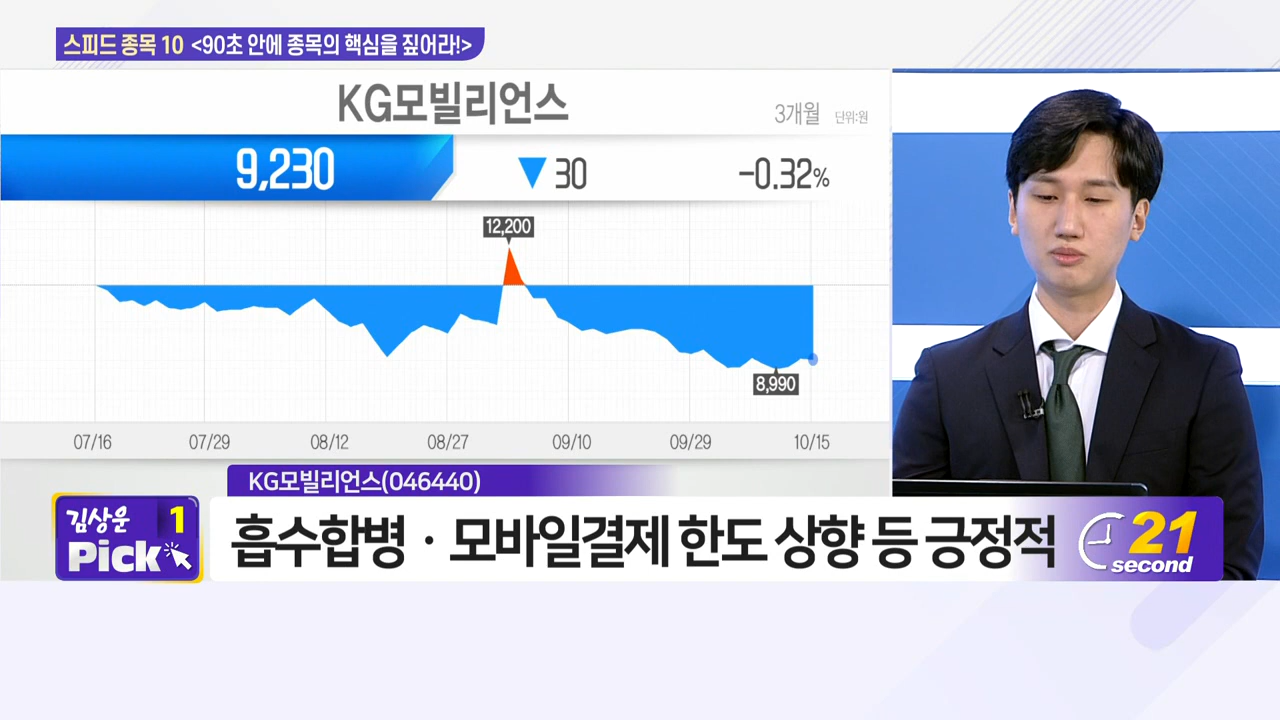 스피드 종목 10 <90초 안에 종목의 핵심을 짚어라!>
KG모빌리언스
3개월 단위:원
9,230 ▼30 -0.32%
12,200
8,990
07/16 07/29 08/12 08/27 09/10 09/29 10/15
KG모빌리언스(046440)
김상운 1
Pick
흡수합병 · 모바일결제 한도 상향 등 긍정적
21
second